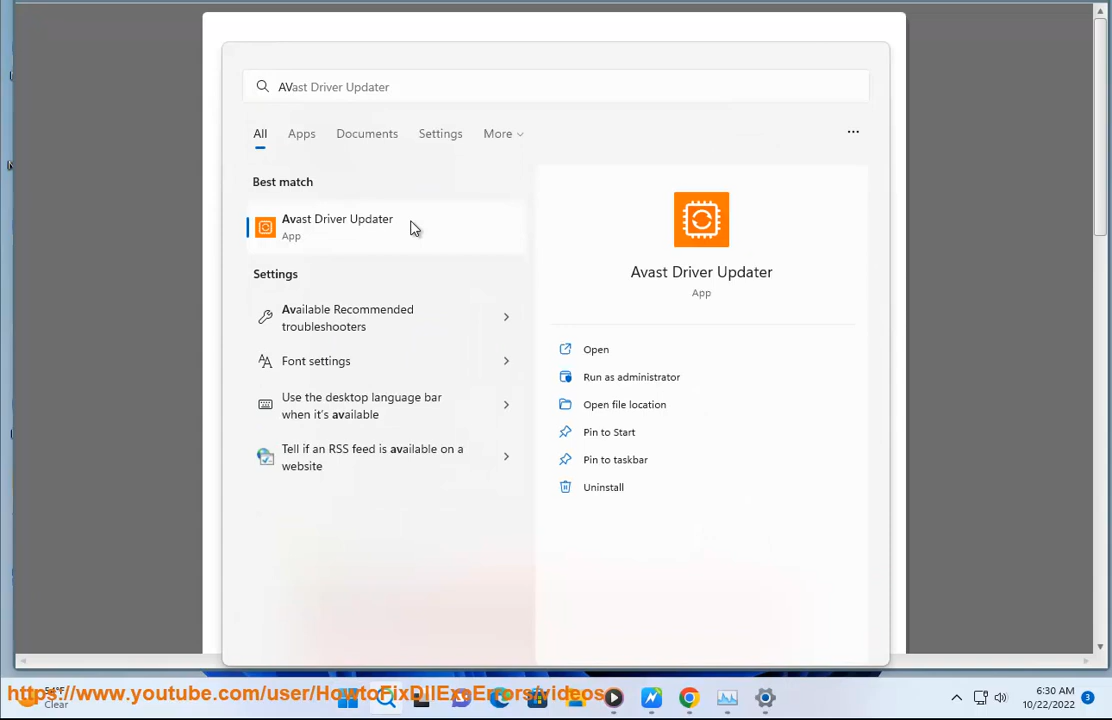 AVast Driver Updater
All Apps Documents Settings More
Best match
Avast Driver Updater
App
Settings
Available Recommended
troubleshooters
Font settings
Use the desktop language bar
when it's available
Tell if an RSS feed is available on a
website
Avast Driver Updater
App
Open
Run as administrator
Open file location
Pin to Start
Pin to taskbar
Uninstall
https://www.youtube.com/user/HowtoFixDllExeErrors/videos
Clear
6:30 AM
10/22/2022
3